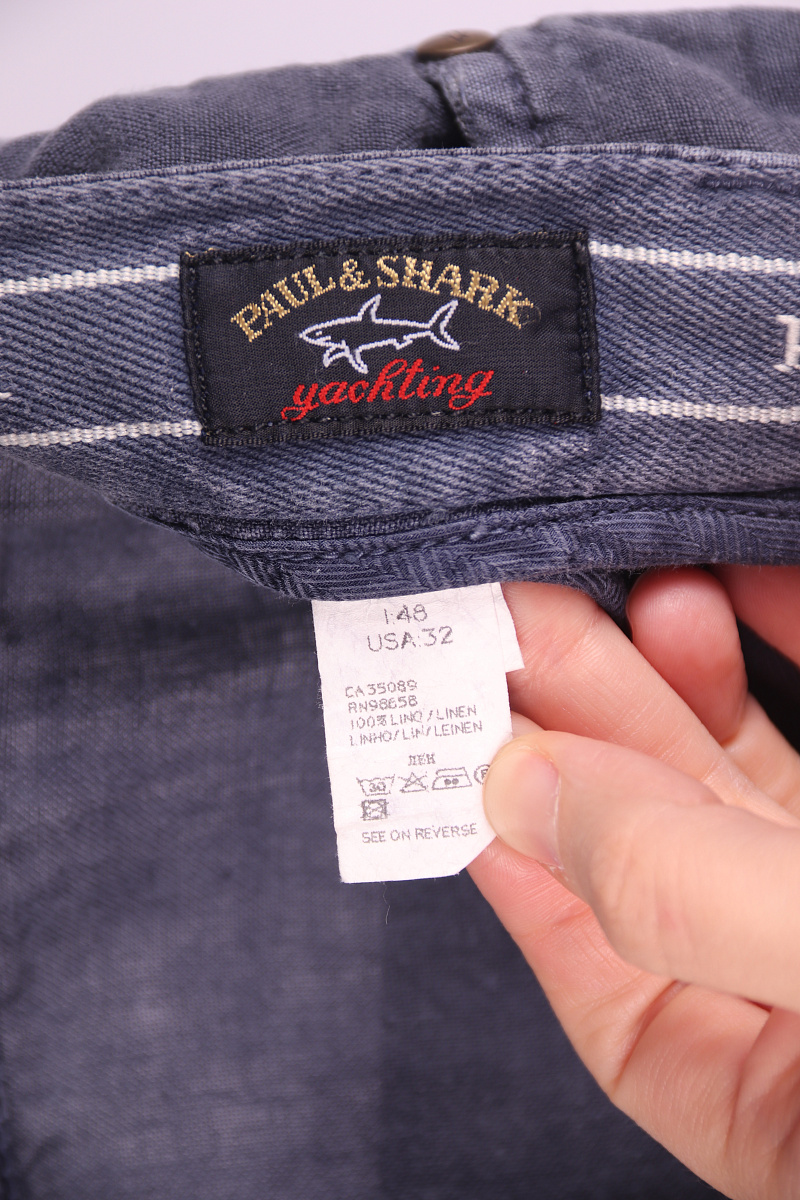 PAUL & SHARK
yachting
I:48
USA:32
CA35089
RN98658
100% LINO / LINEN
LINHO/LIN/LEINEN
ЛЕН
30
SEE ON REVERSE